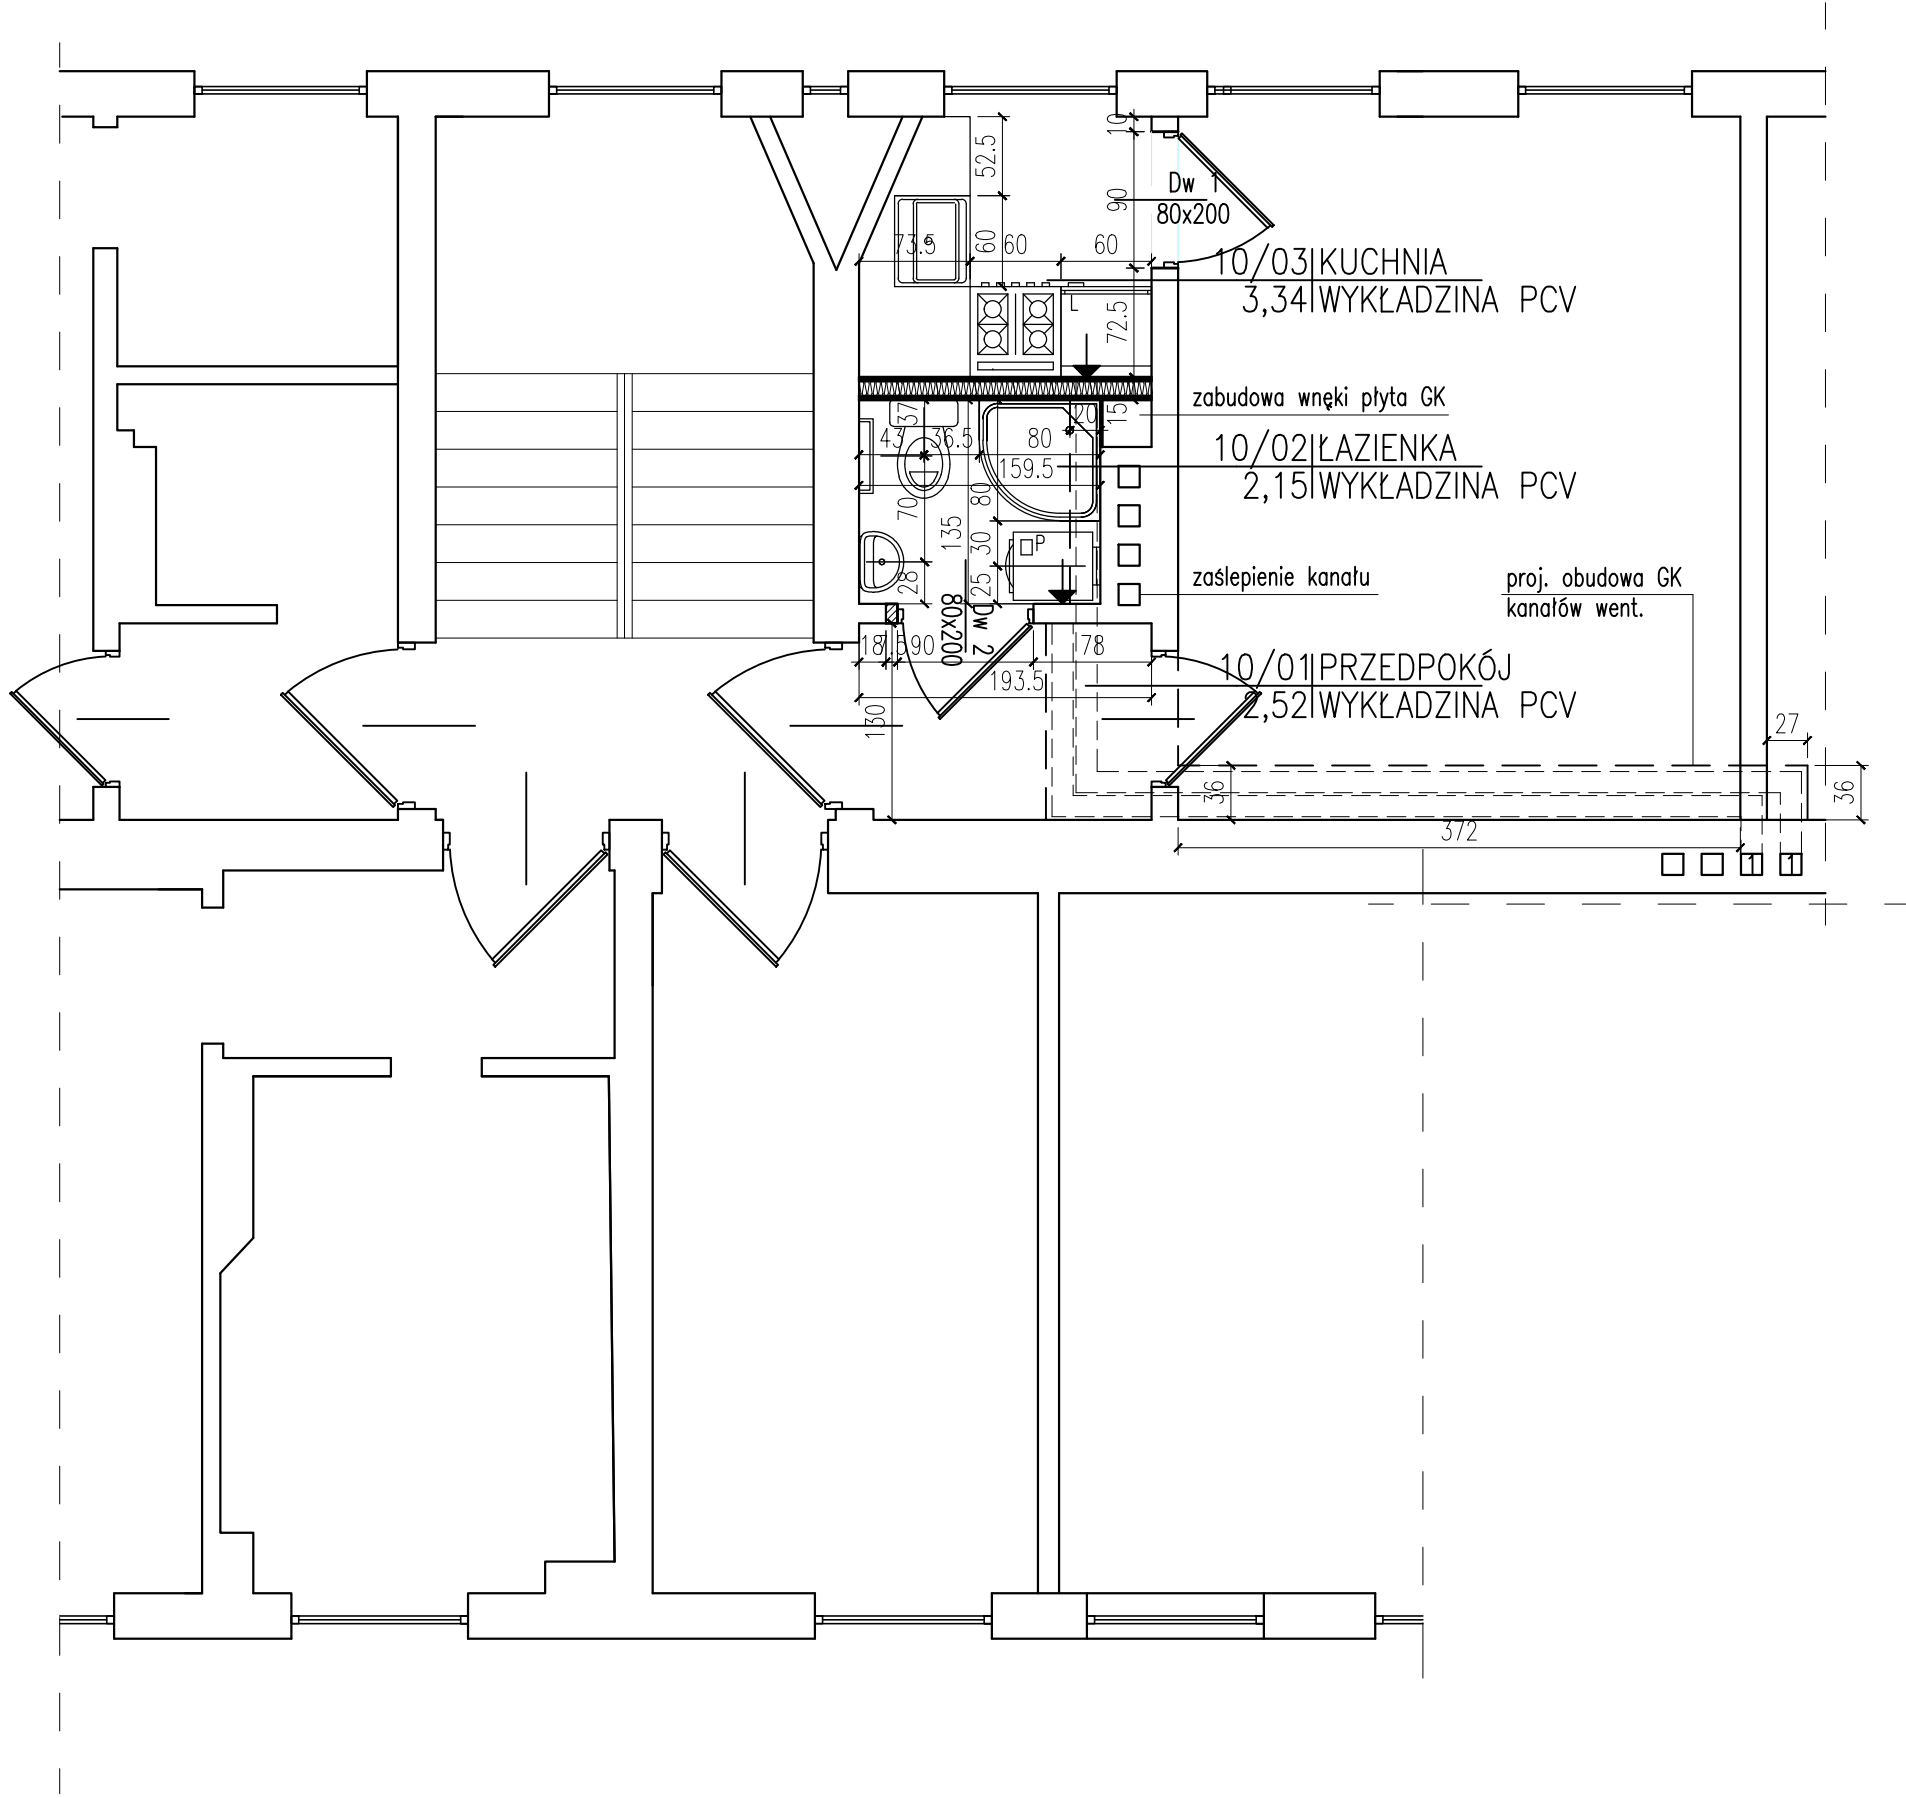 10
52.5
Dw 1
90
80x200
73.5
60
60
60
10/03|KUCHNIA
3,34|WYKŁADZINA PCV
L
72.5
zabudowa wnęki płyta GK
37
20
15
43
36.5
80
10/02|ŁAZIENKA
159.5
2,15|WYKŁADZINA PCV
80
70
135
30
P
28
25
zaślepienie kanału
proj. obudowa GK
kanałów went.
Dw 2
80x200
18
7.5
90
78
10/01|PRZEDPOKÓJ
193.5
2,52|WYKŁADZINA PCV
130
27
36
36
372
1
1